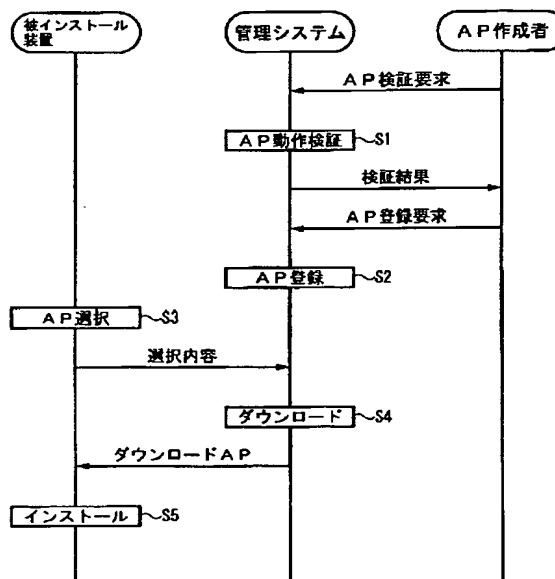 被インストール
装置
管理システム
ＡＰ作成者
ＡＰ検証要求
ＡＰ動作検証
S1
検証結果
ＡＰ登録要求
ＡＰ登録
S2
ＡＰ選択
S3
選択内容
ダウンロード
S4
ダウンロードＡＰ
インストール
S5